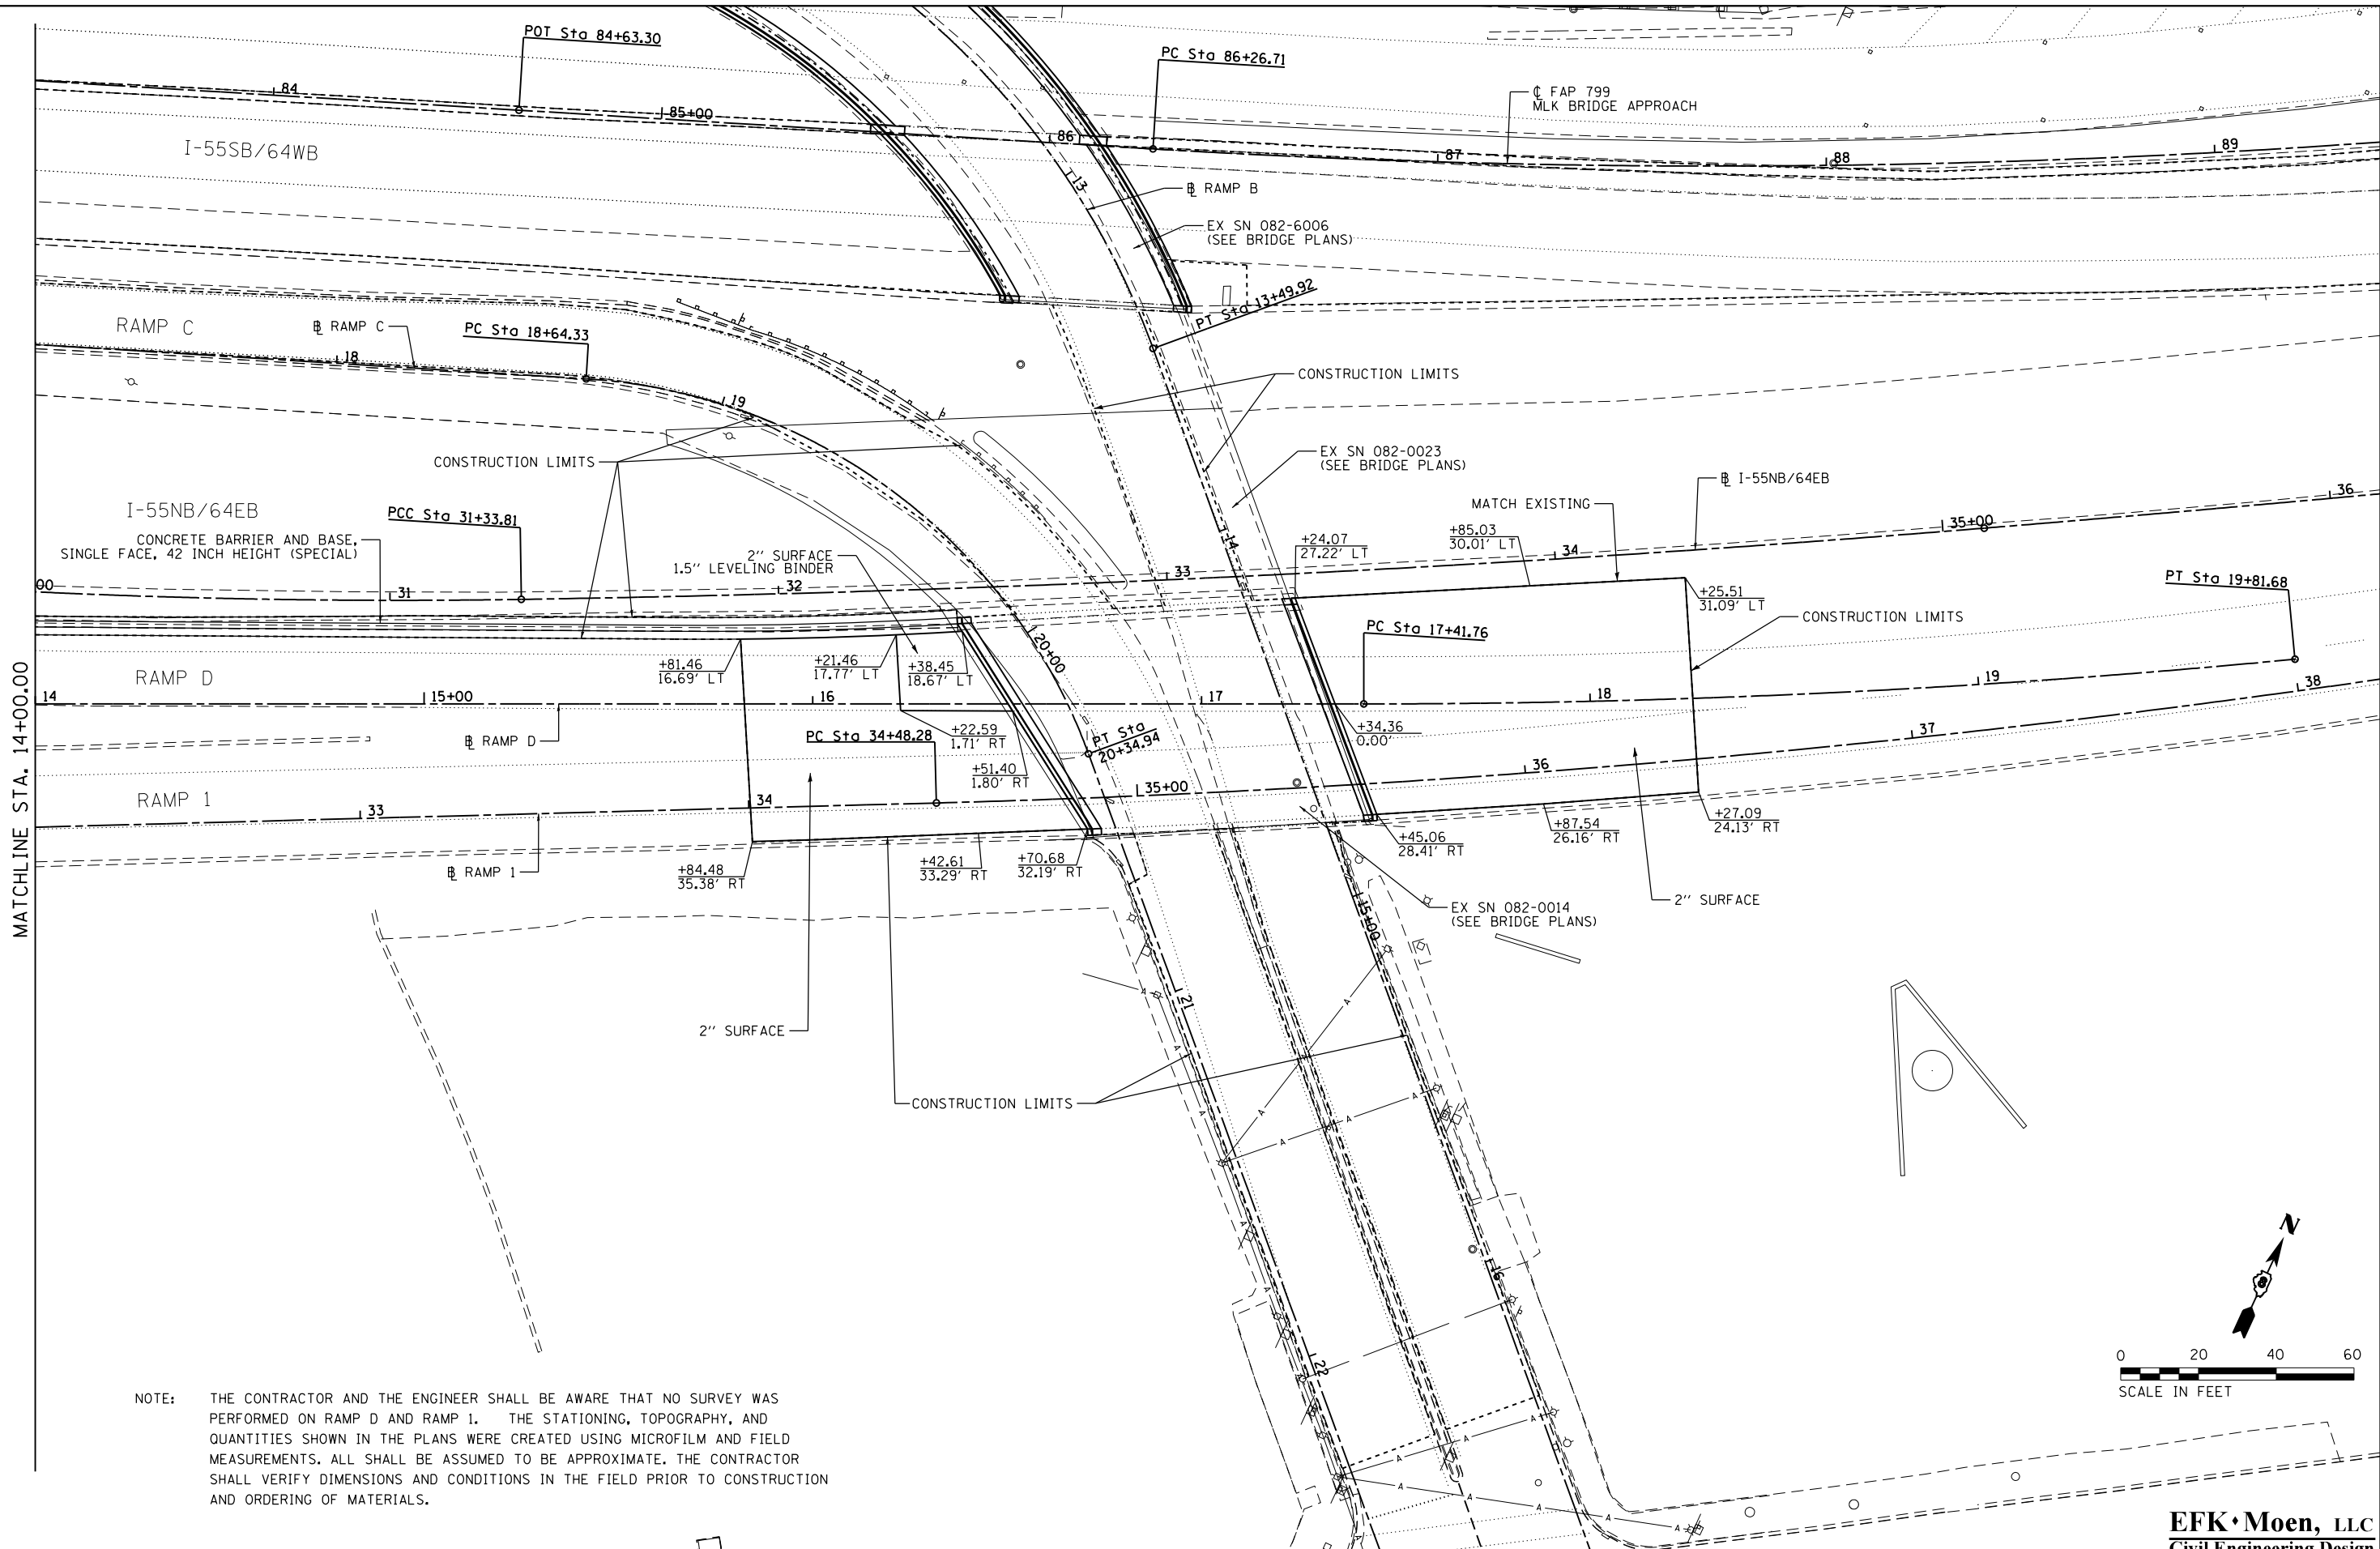 POT Sta 84+63.30
PC Sta 86+26.71
84
85+00
86
87
88
89
℄ FAP 799
MLK BRIDGE APPROACH
I-55SB/64WB
13
B RAMP B
EX SN 082-6006
(SEE BRIDGE PLANS)
PT Sta 13+49.92
RAMP C
B RAMP C
PC Sta 18+64.33
18
19
CONSTRUCTION LIMITS
CONSTRUCTION LIMITS
EX SN 082-0023
(SEE BRIDGE PLANS)
B I-55NB/64EB
MATCH EXISTING
36
35+00
I-55NB/64EB
PCC Sta 31+33.81
CONCRETE BARRIER AND BASE,
SINGLE FACE, 42 INCH HEIGHT (SPECIAL)
2'' SURFACE
1.5'' LEVELING BINDER
14
+24.07
27.22' LT
+85.03
30.01' LT
34
33
32
31
00
+25.51
31.09' LT
PT Sta 19+81.68
CONSTRUCTION LIMITS
PC Sta 17+41.76
20+00
+81.46
16.69' LT
+21.46
17.77' LT
+38.45
18.67' LT
RAMP D
14
15+00
16
17
18
19
38
MATCHLINE STA. 14+00.00
B RAMP D
PC Sta 34+48.28
+22.59
1.71' RT
PT Sta
20+34.94
+34.36
0.00'
37
36
+51.40
1.80' RT
35+00
RAMP 1
33
34
+27.09
24.13' RT
+87.54
26.16' RT
+45.06
28.41' RT
B RAMP 1
+84.48
35.38' RT
+42.61
33.29' RT
+70.68
32.19' RT
EX SN 082-0014
(SEE BRIDGE PLANS)
2'' SURFACE
15+00
21
2'' SURFACE
A
A
A
A
A
A
A
CONSTRUCTION LIMITS
A
A
16
N
22
0 20 40 60
SCALE IN FEET
NOTE: THE CONTRACTOR AND THE ENGINEER SHALL BE AWARE THAT NO SURVEY WAS
PERFORMED ON RAMP D AND RAMP 1. THE STATIONING, TOPOGRAPHY, AND
QUANTITIES SHOWN IN THE PLANS WERE CREATED USING MICROFILM AND FIELD
MEASUREMENTS. ALL SHALL BE ASSUMED TO BE APPROXIMATE. THE CONTRACTOR
SHALL VERIFY DIMENSIONS AND CONDITIONS IN THE FIELD PRIOR TO CONSTRUCTION
AND ORDERING OF MATERIALS.
A
A
A
A
A
A
EFK Moen, LLC
Civil Engineering Design